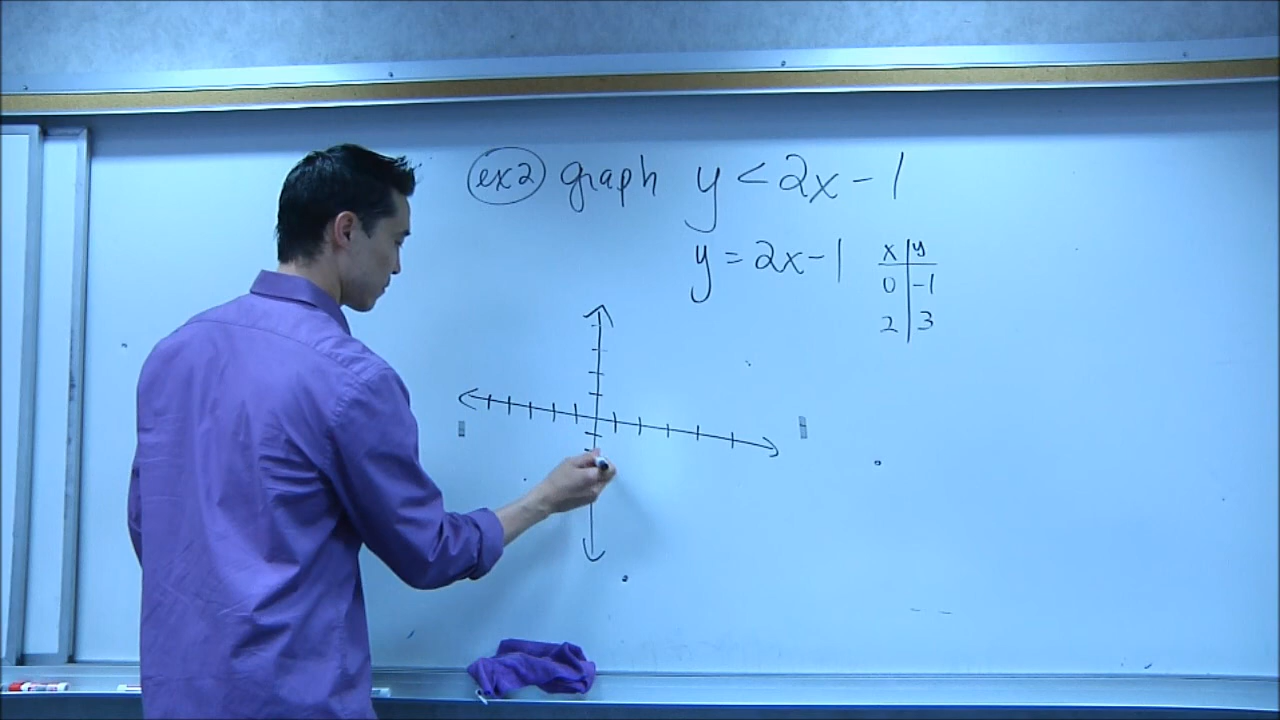 ex2 graph y < 2x - 1
y = 2x - 1
x y
0 -1
2 3